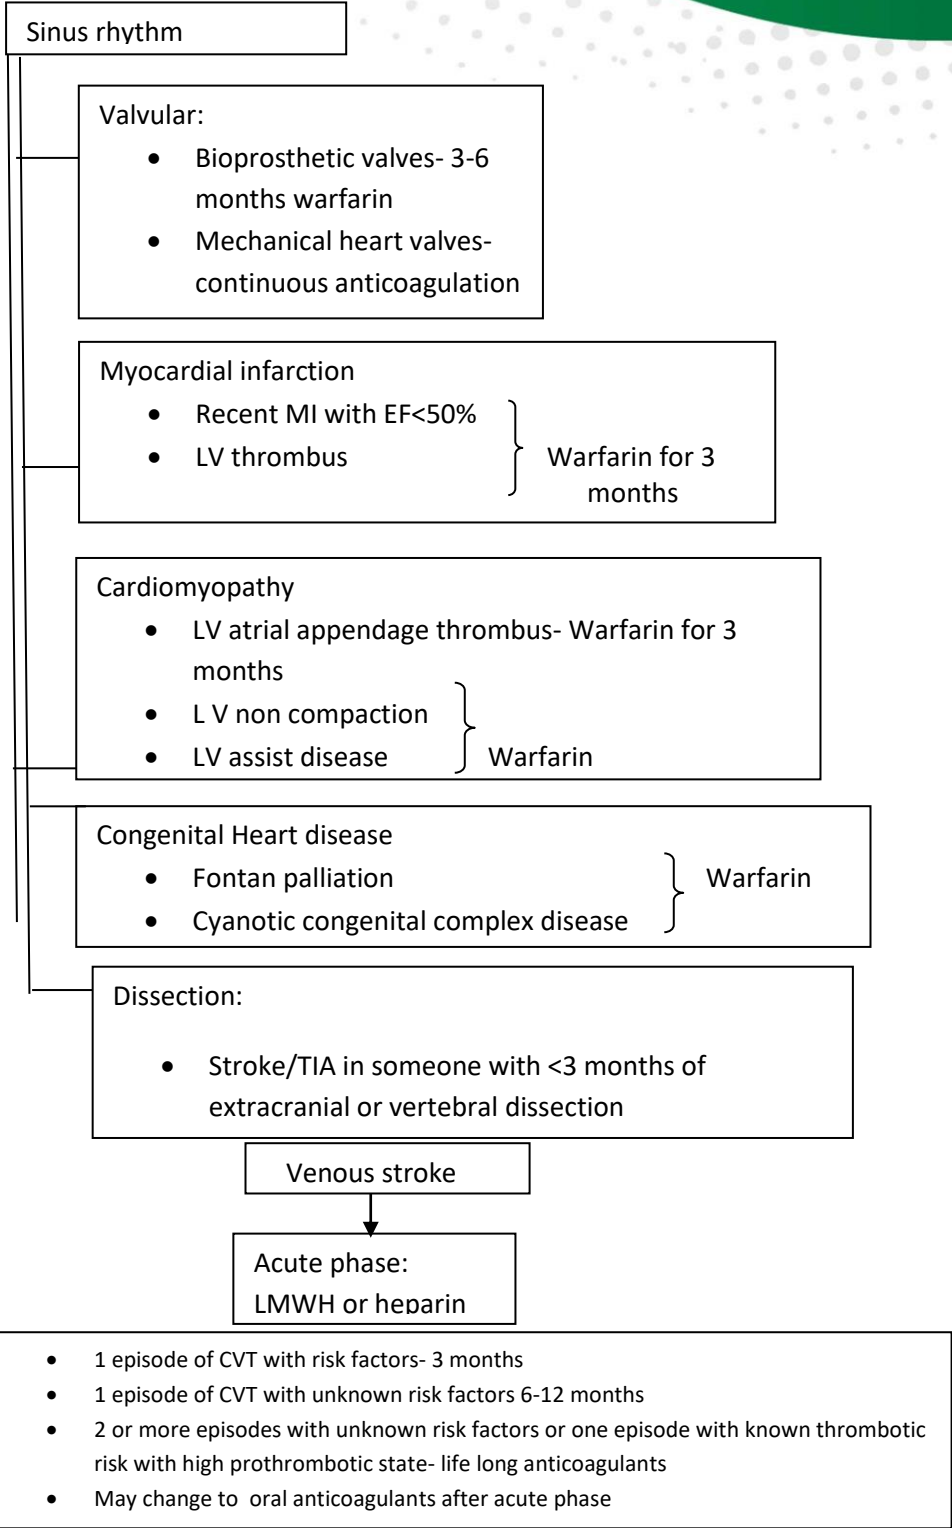 Sinus rhythm
Valvular:
• Bioprosthetic valves- 3-6
months warfarin
• Mechanical heart valves-
continuous anticoagulation
Myocardial infarction
• Recent MI with EF<50%
• LV thrombus
Warfarin for 3
months
Cardiomyopathy
• LV atrial appendage thrombus- Warfarin for 3
months
• L V non compaction
• LV assist disease
Warfarin
Congenital Heart disease
• Fontan palliation
• Cyanotic congenital complex disease
Warfarin
Dissection:
• Stroke/TIA in someone with <3 months of
extracranial or vertebral dissection
Venous stroke
Acute phase:
LMWH or heparin
• 1 episode of CVT with risk factors- 3 months
• 1 episode of CVT with unknown risk factors 6-12 months
• 2 or more episodes with unknown risk factors or one episode with known thrombotic
risk with high prothrombotic state- life long anticoagulants
• May change to oral anticoagulants after acute phase